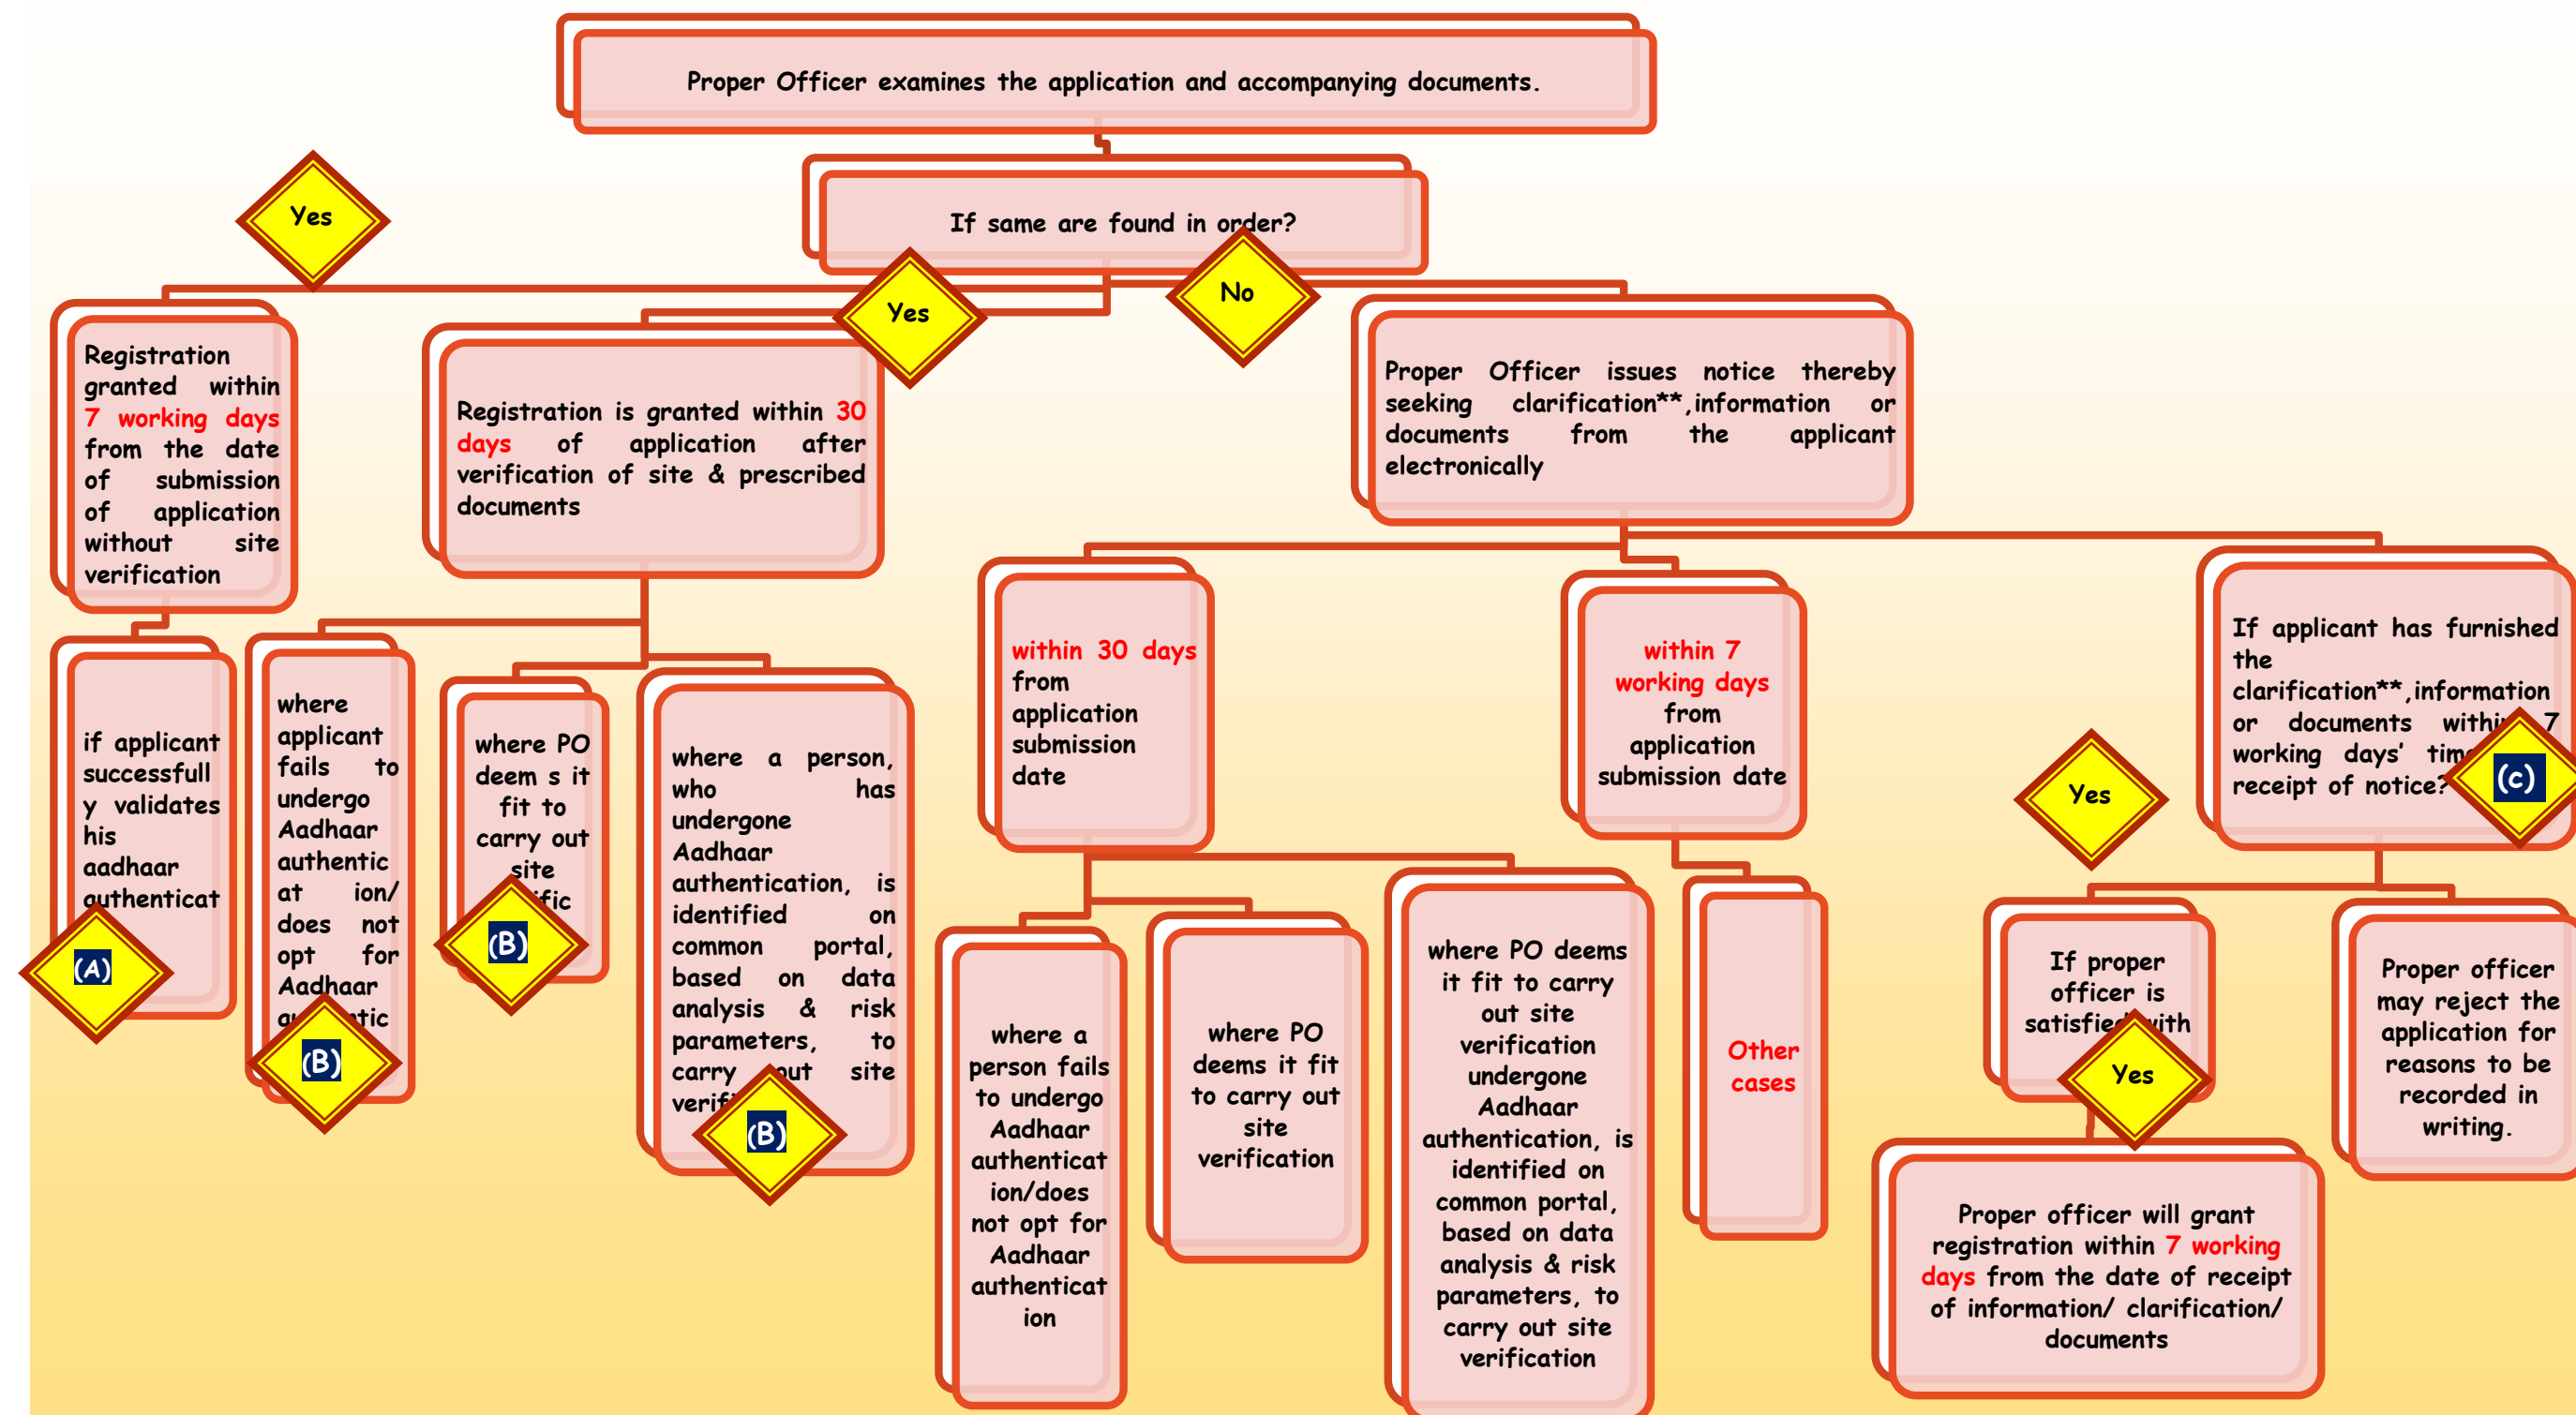 Proper Officer examines the application and accompanying documents.
If same are found in order?
Yes
Yes
No
Registration
granted within
7 working days
from the date
of submission
of application
without site
verification
Registration is granted within 30
days of application after
verification of site & prescribed
documents
Proper Officer issues notice thereby
seeking clarification**,information or
documents from the applicant
electronically
if applicant
successfull
y validates
his
aadhaar
authenticat
(A)
where
applicant
fails to
undergo
Aadhaar
authentic
at ion/
does not
opt for
Aadhaar
(B)
where PO
deem s it
fit to
carry out
site
(B)
where a person,
who has
undergone
Aadhaar
authentication, is
identified on
common portal,
based on data
analysis & risk
parameters, to
carry out site
(B)
within 30 days
from
application
submission
date
within 7
working days
from
application
submission date
If applicant has furnished
the
clarification**,information
or documents within 7
working days'
receipt of notice?
(c)
Yes
where a
person fails
to undergo
Aadhaar
authenticat
ion/does
not opt for
Aadhaar
authenticat
ion
where PO
deems it fit
to carry out
site
verification
where PO deems
it fit to carry
out site
verification
undergone
Aadhaar
authentication, is
identified on
common portal,
based on data
analysis & risk
parameters, to
carry out site
verification
Other
cases
If proper
officer is
satisfied with
Yes
Proper officer
may reject the
application for
reasons to be
recorded in
writing.
Proper officer will grant
registration within 7 working
days from the date of receipt
of information/ clarification/
documents